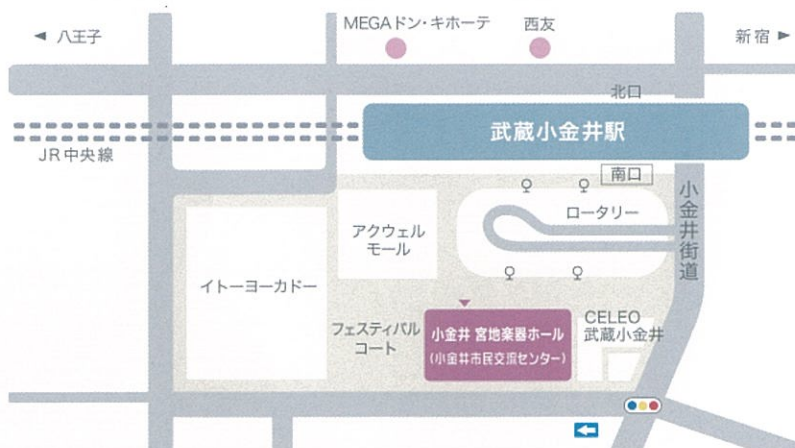 MEGAドン・キホーテ
西友
◀ 八王子
新宿 ▶
北口
武蔵小金井駅
JR中央線
南口
小金井街道
ロータリー
アクウェル
モール
イトーヨーカドー
フェスティバル
コート
小金井 宮地楽器ホール
(小金井市民交流センター)
CELEO
武蔵小金井